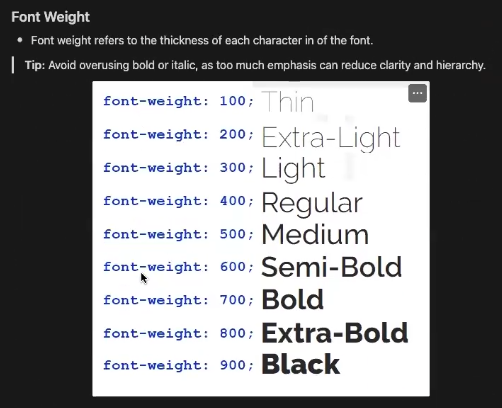 Font Weight
• Font weight refers to the thickness of each character in of the font.
Tip: Avoid overusing bold or italic, as too much emphasis can reduce clarity and hierarchy.
font-weight: 100; Thin
font-weight: 200; Extra-Light
font-weight: 300; Light
font-weight: 400; Regular
font-weight: 500; Medium
font-weight: 600; Semi-Bold
font-weight: 700; Bold
font-weight: 800; Extra-Bold
font-weight: 900; Black